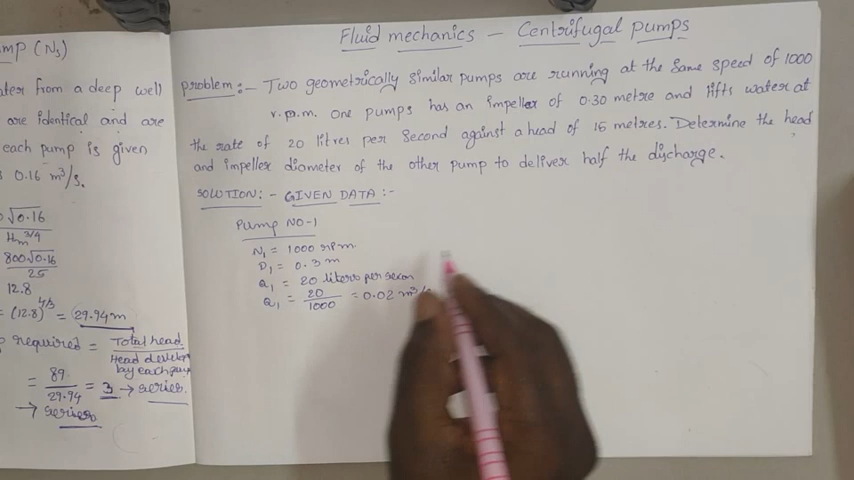 mp (Ns)
ater from a deep well
are identical and are
each pump is given
0.16 m³/s.
√0.16
Hm^3/4
800√0.16
25
12.8
= (12.8)^4/3 = 29.94m
required = Total head
Head develop
by each pump
= 89/29.94 = 3 → series.
→ series
Fluid mechanics - Centrifugal pumps
problem :- Two geometrically similar pumps are running at the same speed of 1000
r.p.m. One pumps has an impeller of 0.30 metre and lifts water at
the rate of 20 litres per second against a head of 15 metres. Determine the head
and impeller diameter of the other pump to deliver half the discharge.
SOLUTION :- GIVEN DATA :-
Pump NO-1
N₁ = 1000 rpm.
D₁ = 0.3 m
Q₁ = 20 liters per secon
Q₁ = 20/1000 = 0.02 m³/s